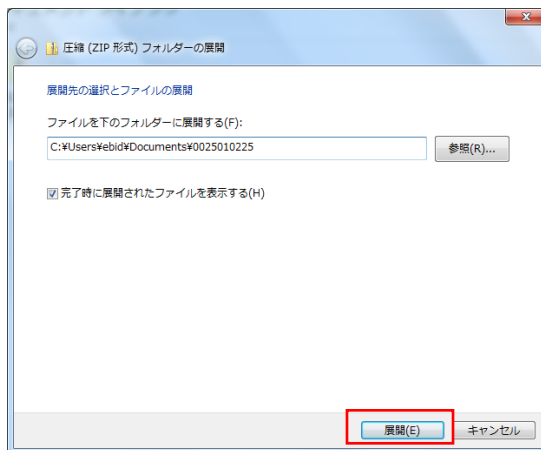 圧縮 (ZIP 形式) フォルダーの展開
展開先の選択とファイルの展開
ファイルを下のフォルダーに展開する(F):
C:¥Users¥ebid¥Documents¥0025010225
参照(R)...
完了時に展開されたファイルを表示する(H)
展開(E)
キャンセル